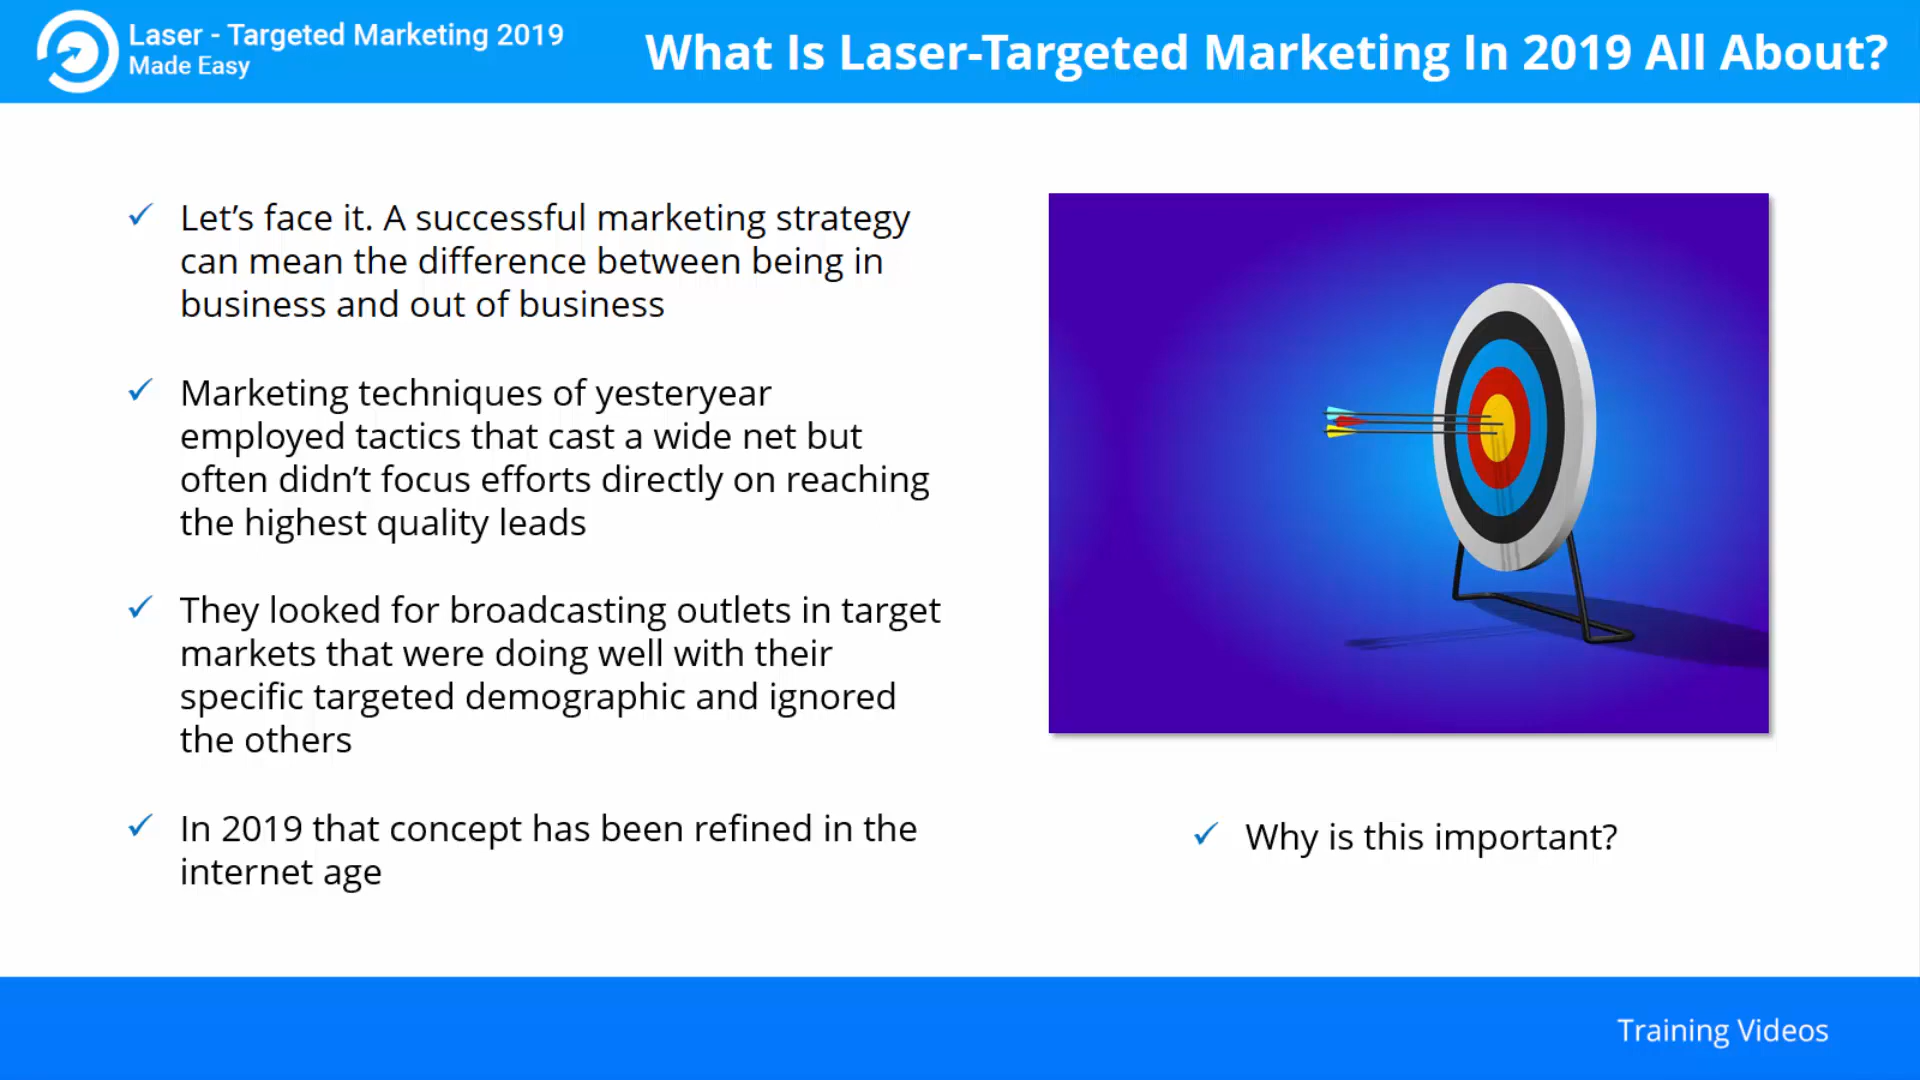 Laser - Targeted Marketing 2019
Made Easy
What Is Laser-Targeted Marketing In 2019 All About?
✓ Let’s face it. A successful marketing strategy
can mean the difference between being in
business and out of business
✓ Marketing techniques of yesteryear
employed tactics that cast a wide net but
often didn’t focus efforts directly on reaching
the highest quality leads
✓ They looked for broadcasting outlets in target
markets that were doing well with their
specific targeted demographic and ignored
the others
✓ In 2019 that concept has been refined in the
internet age
✓ Why is this important?
Training Videos